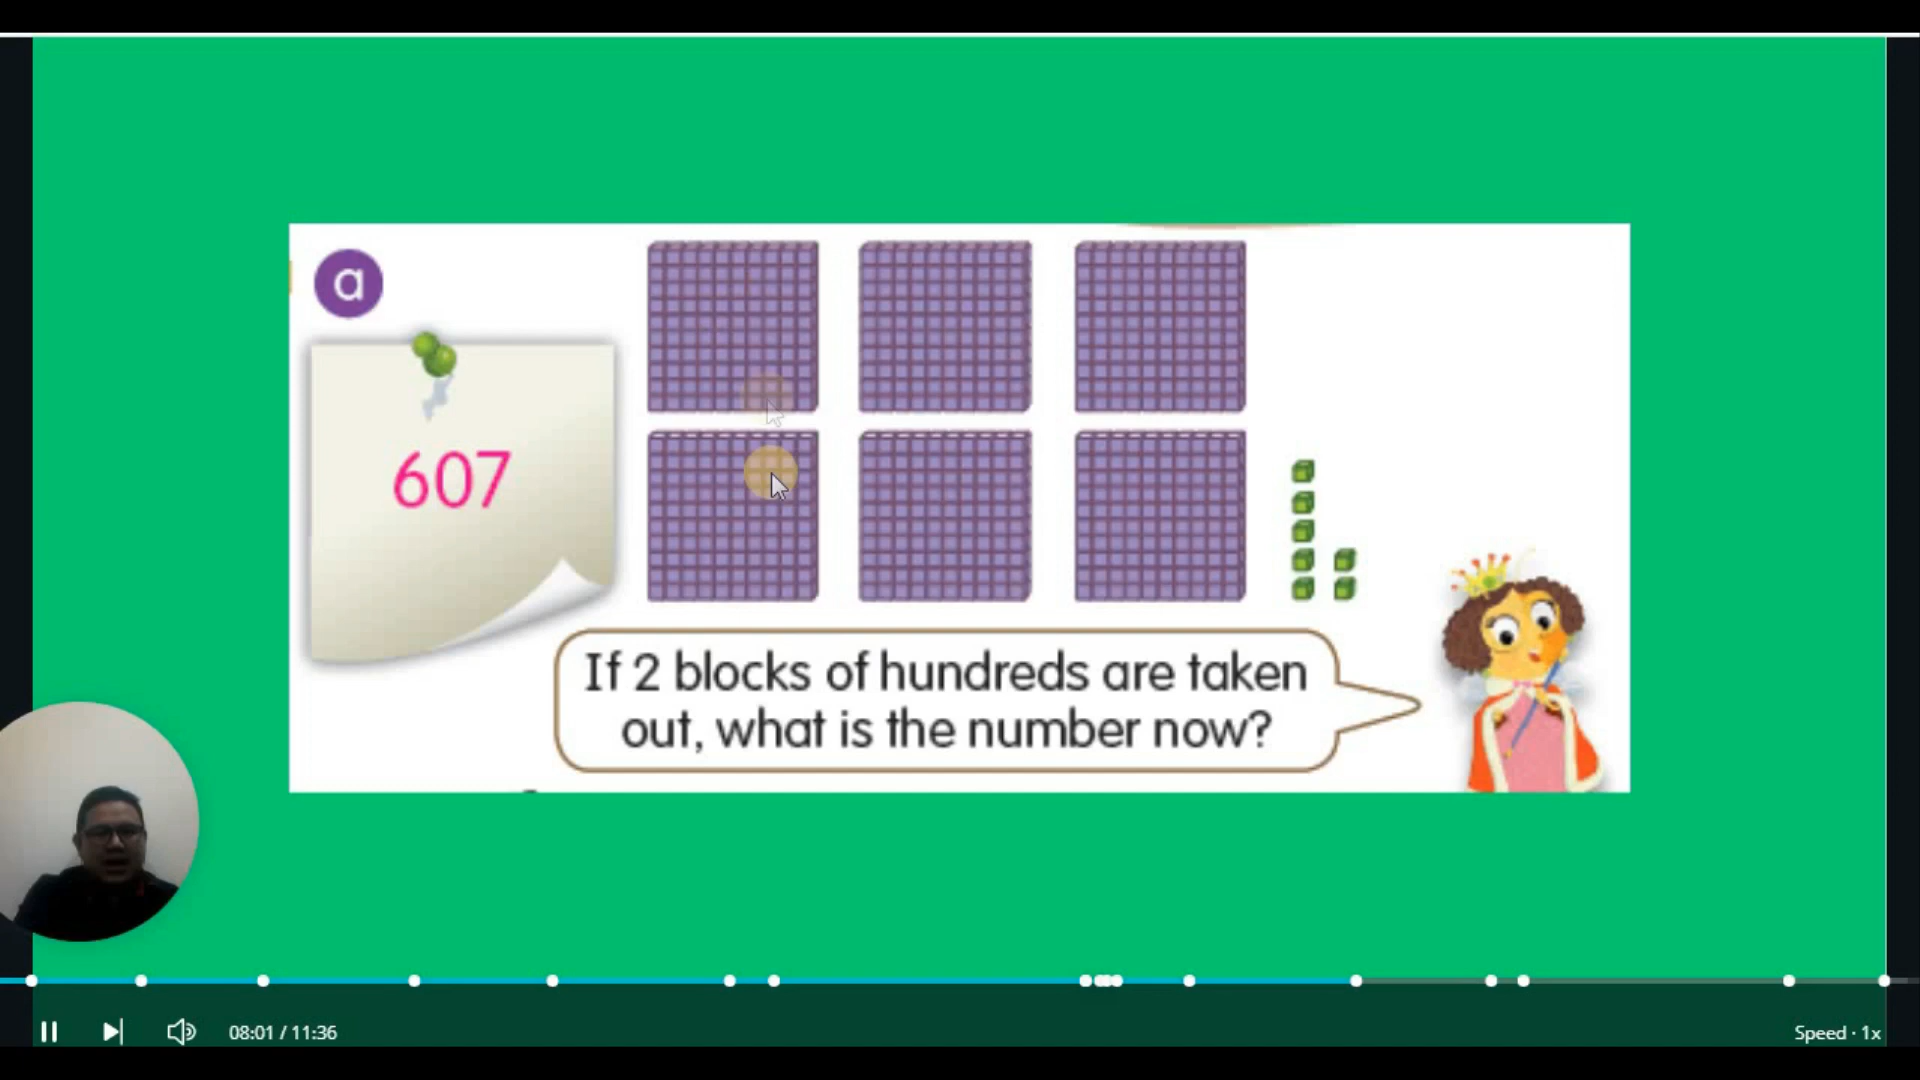 a
607
If 2 blocks of hundreds are taken
out, what is the number now?
08:01 / 11:36
Speed · 1x